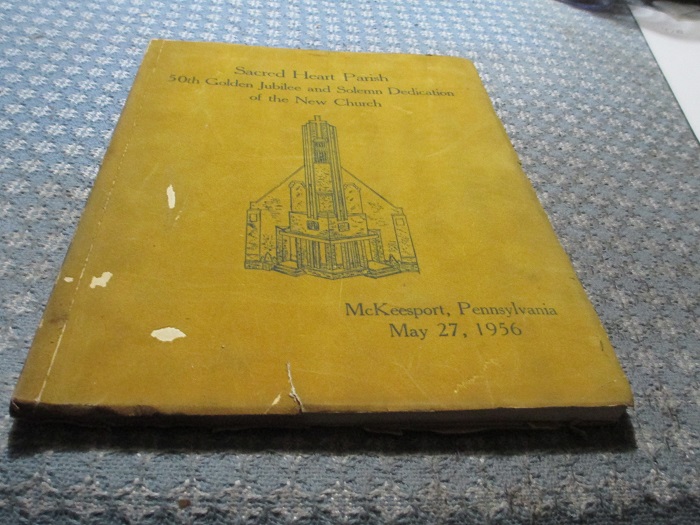 Sacred Heart Parish
50th Golden Jubilee and Solemn Dedication
of the New Church
McKeesport, Pennsylvania
May 27, 1956